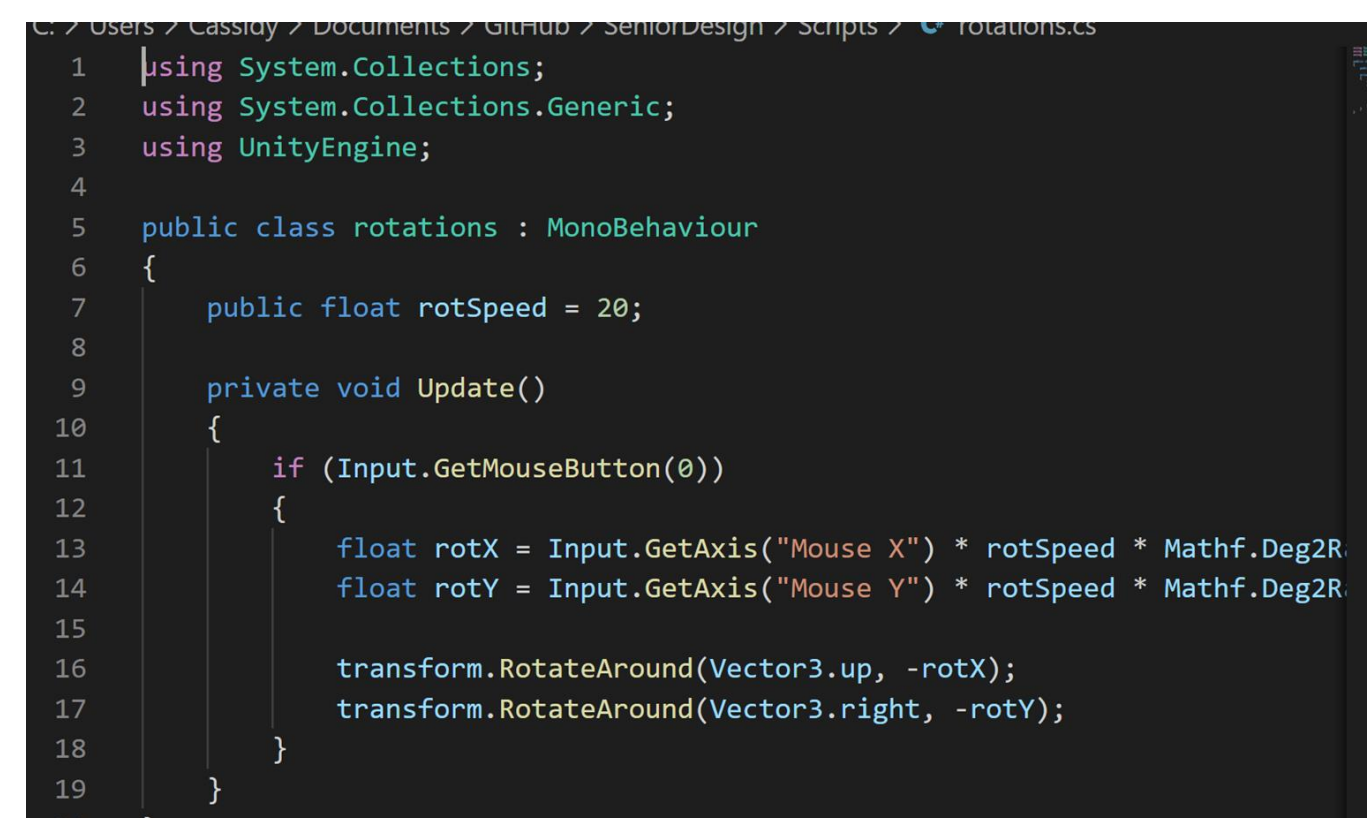 C: > Users > Cassidy > Documents > GitHub > SeniorDesign > Scripts > C# rotations.cs
1 using System.Collections;
2 using System.Collections.Generic;
3 using UnityEngine;
4
5 public class rotations : MonoBehaviour
6 {
7 public float rotSpeed = 20;
8
9 private void Update()
10 {
11 if (Input.GetMouseButton(0))
12 {
13 float rotX = Input.GetAxis("Mouse X") * rotSpeed * Mathf.Deg2R
14 float rotY = Input.GetAxis("Mouse Y") * rotSpeed * Mathf.Deg2R
15
16 transform.RotateAround(Vector3.up, -rotX);
17 transform.RotateAround(Vector3.right, -rotY);
18 }
19 }